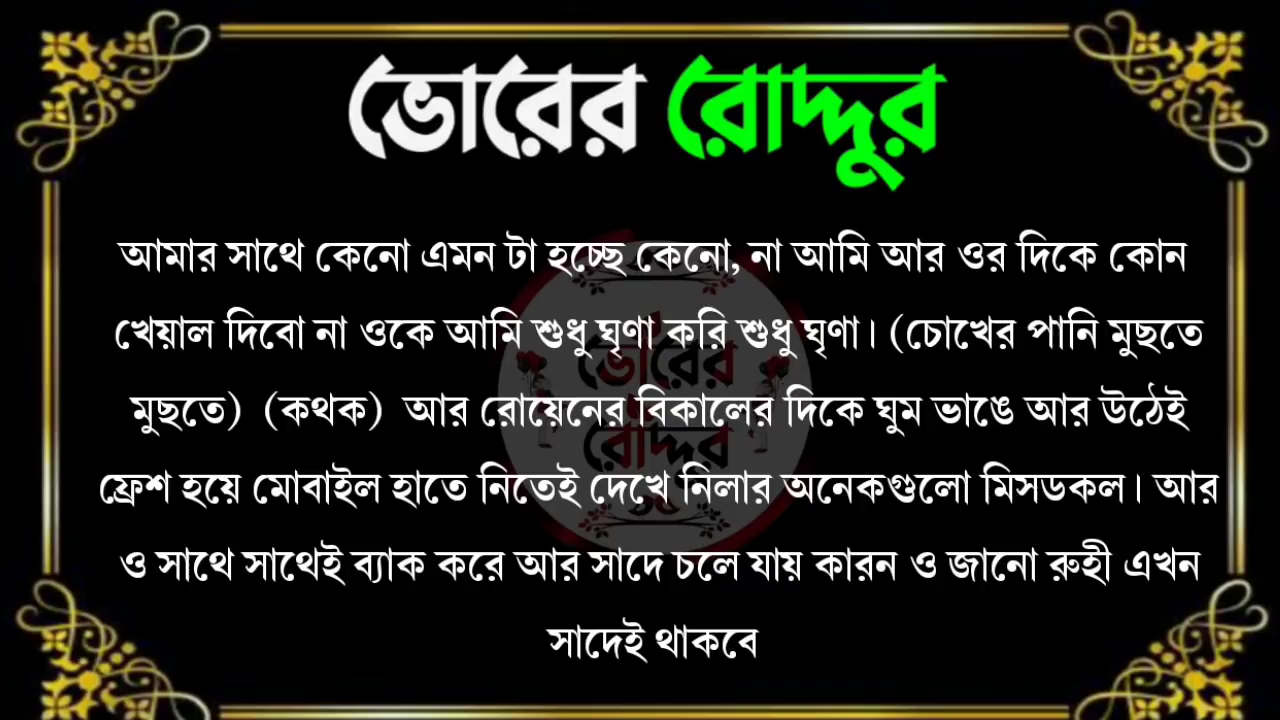 ভোরের রোদ্দুর
আমার সাথে কেনো এমন টা হচ্ছে কেনো, না আমি আর ওর দিকে কোন
খেয়াল দিবো না ওকে আমি শুধু ঘৃণা করি শুধু ঘৃণা। (চোখের পানি মুছতে
মুছতে) (কথক) আর রোয়েনের বিকালের দিকে ঘুম ভাঙে আর উঠেই
ফ্রেশ হয়ে মোবাইল হাতে নিতেই দেখে নিলার অনেকগুলো মিসডকল। আর
ও সাথে সাথেই ব্যাক করে আর সাদে চলে যায় কারন ও জানো রুহী এখন
সাদেই থাকবে
ভোরের
রোদ্দুর